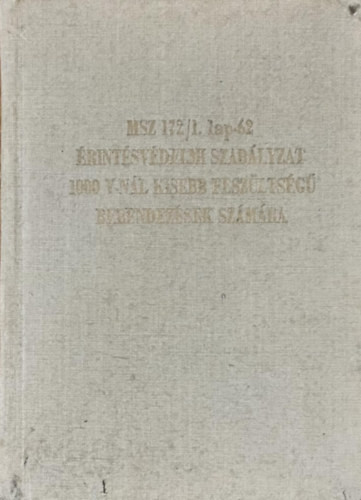 MSZ 172/1. lap-62
ÉRINTÉSVÉDELMI SZABÁLYZAT
1000 V-NÁL KISEBB FESZÜLTSÉGŰ
BERENDEZÉSEK SZÁMÁRA